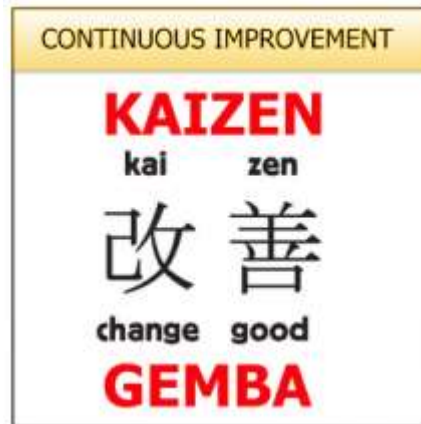 CONTINUOUS IMPROVEMENT
KAIZEN
kai zen
改善
change good
GEMBA